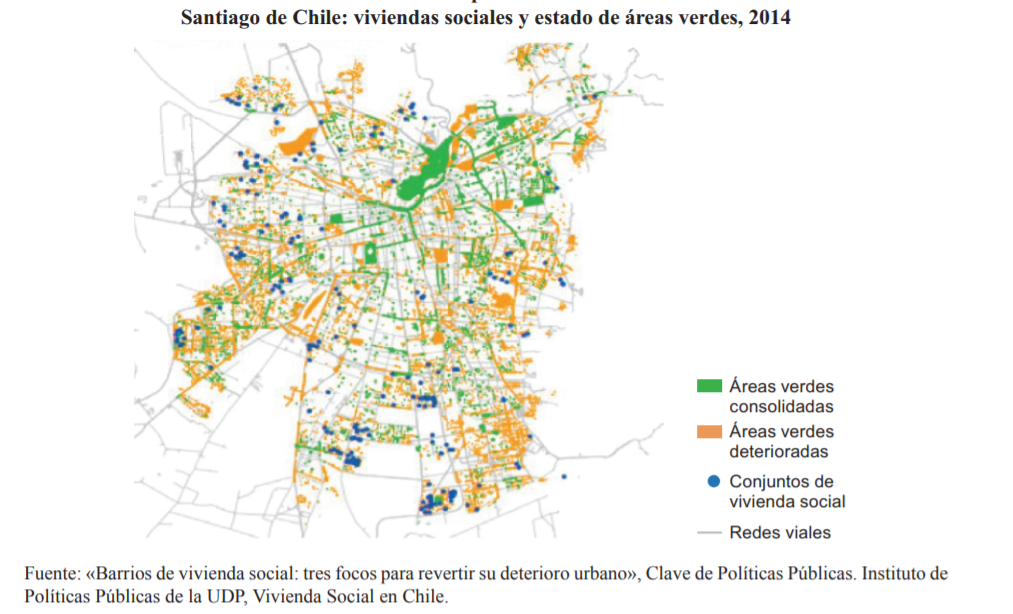 Santiago de Chile: viviendas sociales y estado de áreas verdes, 2014
Áreas verdes
consolidadas
Áreas verdes
deterioradas
Conjuntos de
vivienda social
Redes viales
Fuente: «Barrios de vivienda social: tres focos para revertir su deterioro urbano», Clave de Políticas Públicas. Instituto de
Políticas Públicas de la UDP, Vivienda Social en Chile.